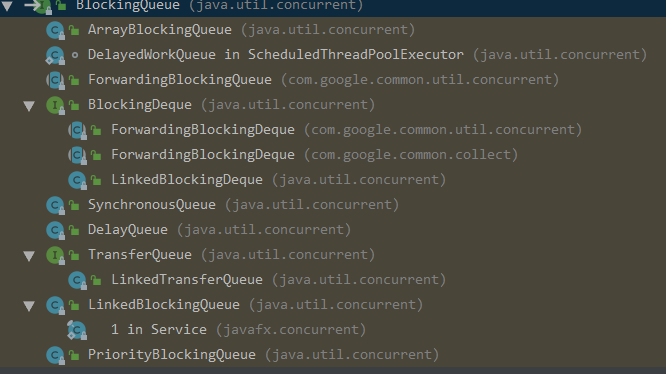 BlockingQueue (java.util.concurrent)
ArrayBlockingQueue (java.util.concurrent)
DelayedWorkQueue in ScheduledThreadPoolExecutor (java.util.concurrent)
ForwardingBlockingQueue (com.google.common.util.concurrent)
BlockingDeque (java.util.concurrent)
ForwardingBlockingDeque (com.google.common.util.concurrent)
ForwardingBlockingDeque (com.google.common.collect)
LinkedBlockingDeque (java.util.concurrent)
SynchronousQueue (java.util.concurrent)
DelayQueue (java.util.concurrent)
TransferQueue (java.util.concurrent)
LinkedTransferQueue (java.util.concurrent)
LinkedBlockingQueue (java.util.concurrent)
1 in Service (javafx.concurrent)
PriorityBlockingQueue (java.util.concurrent)